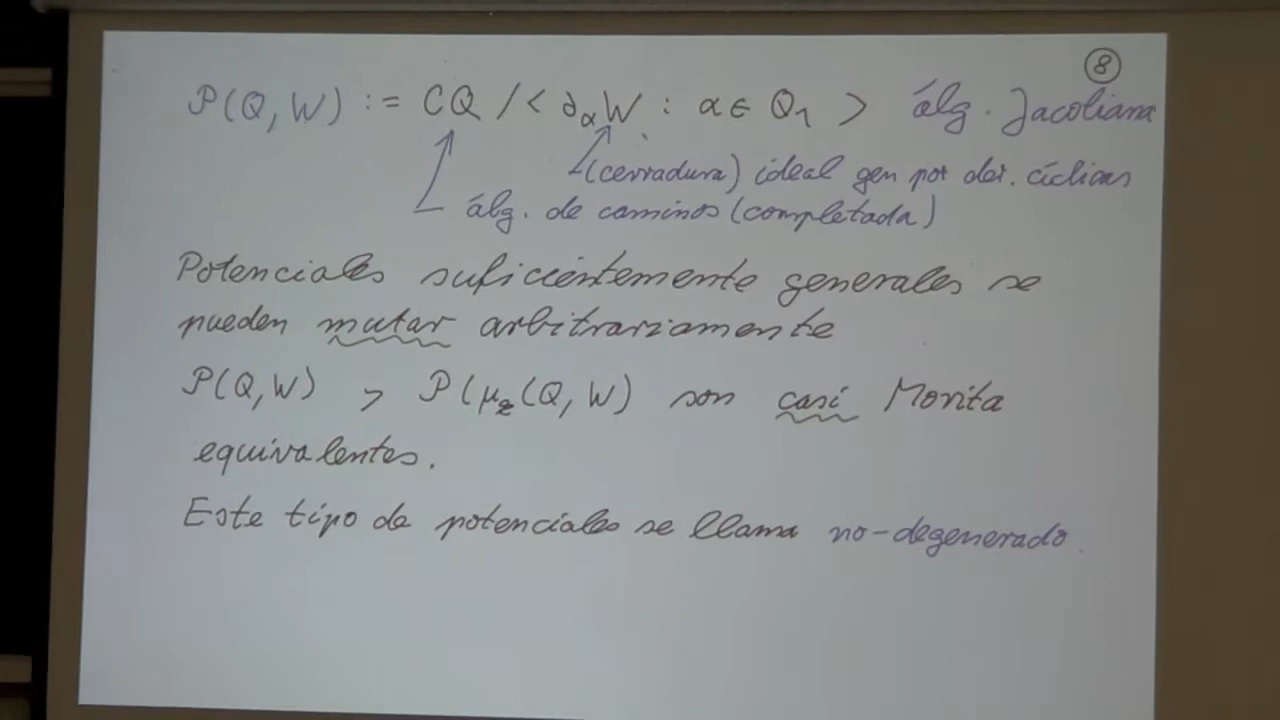 8
P(Q, W) := CQ / < ∂αW : α ∈ Q1 > álg. Jacobiana
(cerradura) ideal gen por der. cíclicas
álg. de caminos (completada)
Potenciales suficientemente generales se
pueden mutar arbitrariamente
P(Q, W) y P(μz(Q, W) son casi Morita
equivalentes.
Este tipo de potenciales se llama no-degenerado